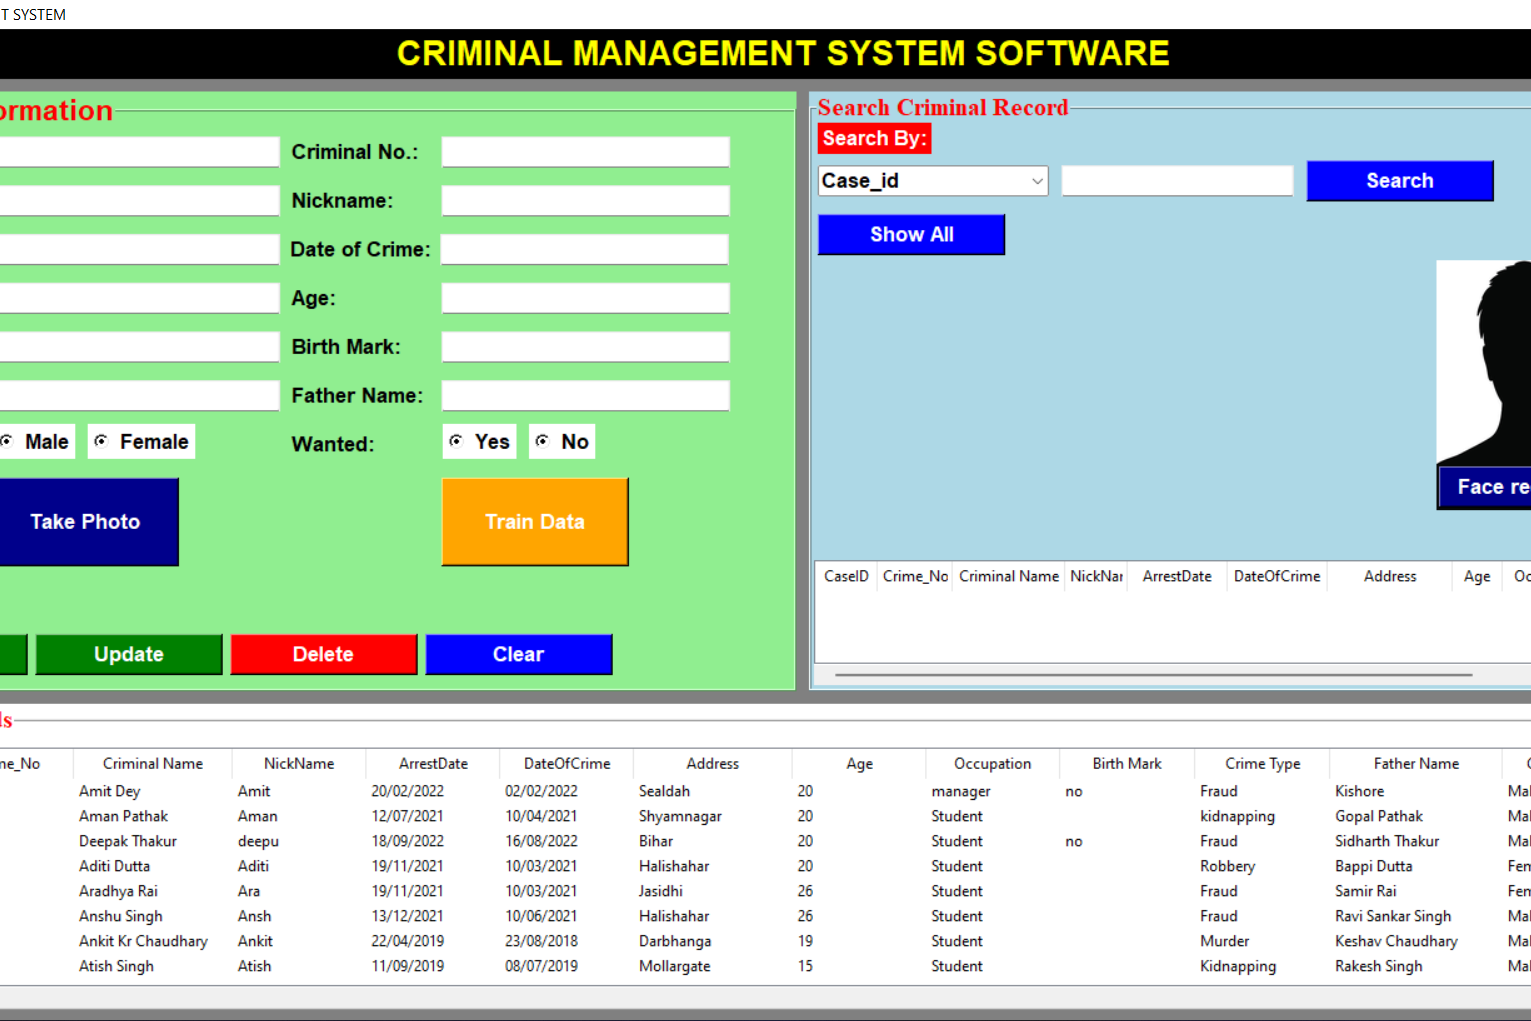 T SYSTEM
CRIMINAL MANAGEMENT SYSTEM SOFTWARE
ormation
Criminal No.:
Nickname:
Date of Crime:
Age:
Birth Mark:
Father Name:
Male Female Wanted: Yes No
Take Photo Train Data
Update Delete Clear
Search Criminal Record
Search By:
Case_id Search
Show All
Face re
CaseID Crime_No Criminal Name NickNar ArrestDate DateOfCrime Address Age Oc
ls
ne_No Criminal Name NickName ArrestDate DateOfCrime Address Age Occupation Birth Mark Crime Type Father Name
Amit Dey Amit 20/02/2022 02/02/2022 Sealdah 20 manager no Fraud Kishore Mal
Aman Pathak Aman 12/07/2021 10/04/2021 Shyamnagar 20 Student kidnapping Gopal Pathak Mal
Deepak Thakur deepu 18/09/2022 16/08/2022 Bihar 20 Student no Fraud Sidharth Thakur Mal
Aditi Dutta Aditi 19/11/2021 10/03/2021 Halishahar 20 Student Robbery Bappi Dutta Fem
Aradhya Rai Ara 19/11/2021 10/03/2021 Jasidhi 26 Student Fraud Samir Rai Fem
Anshu Singh Ansh 13/12/2021 10/06/2021 Halishahar 26 Student Fraud Ravi Sankar Singh Mal
Ankit Kr Chaudhary Ankit 22/04/2019 23/08/2018 Darbhanga 19 Student Murder Keshav Chaudhary Mal
Atish Singh Atish 11/09/2019 08/07/2019 Mollargate 15 Student Kidnapping Rakesh Singh Mal